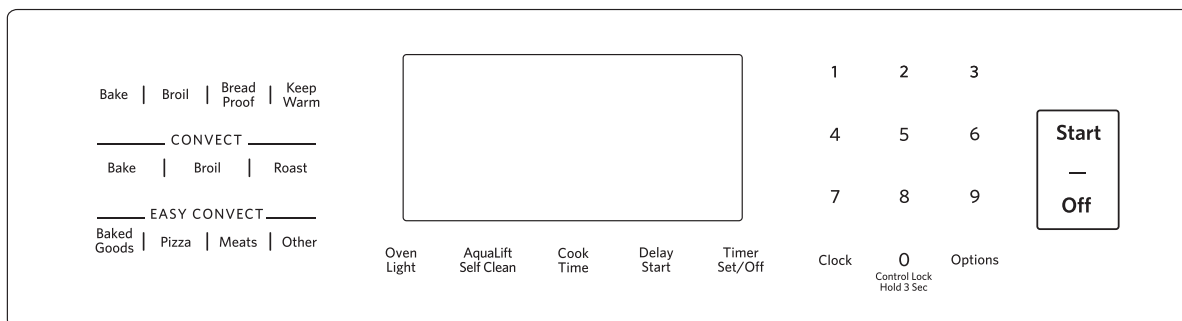 Bake | Broil | Bread Proof | Keep Warm
CONVECT
Bake | Broil | Roast
EASY CONVECT
Baked Goods | Pizza | Meats | Other
Oven Light
AquaLift Self Clean
Cook Time
Delay Start
Timer Set/Off
1 2 3
4 5 6
7 8 9
Clock 0 Options
Control Lock
Hold 3 Sec
Start
—
Off